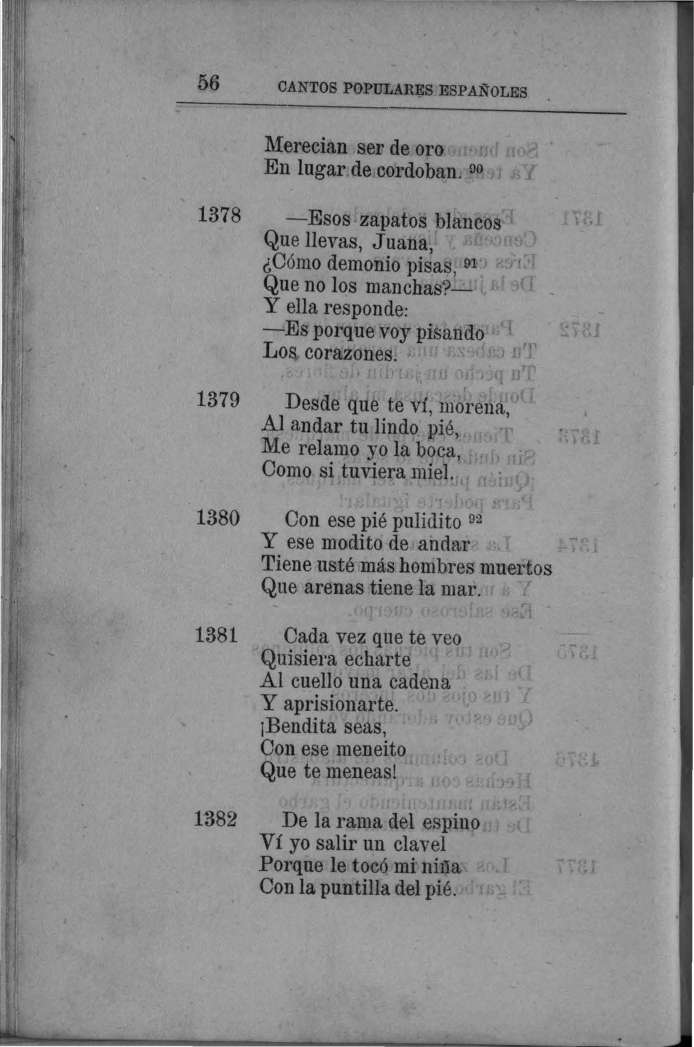 56 CANTOS POPULARES ESPAÑOLES
Merecian ser de oro
En lugar de cordoban. 90
1378 —Esos zapatos blancos
Que llevas, Juana,
¿Cómo demonio pisas, 91
Que no los manchas?—
Y ella responde:
—Es porque voy pisando
Los corazones.
1379 Desde que te ví, morena,
Al andar tu lindo pié,
Me relamo yo la boca,
Como si tuviera miel.
1380 Con ese pié pulidito 92
Y ese modito de andar
Tiene usté más hombres muertos
Que arenas tiene la mar.
1381 Cada vez que te veo
Quisiera echarte
Al cuello una cadena
Y aprisionarte.
¡Bendita seas,
Con ese meneito
Que te meneas!
1382 De la rama del espino
Ví yo salir un clavel
Porque le tocó mi niña
Con la puntilla del pié.